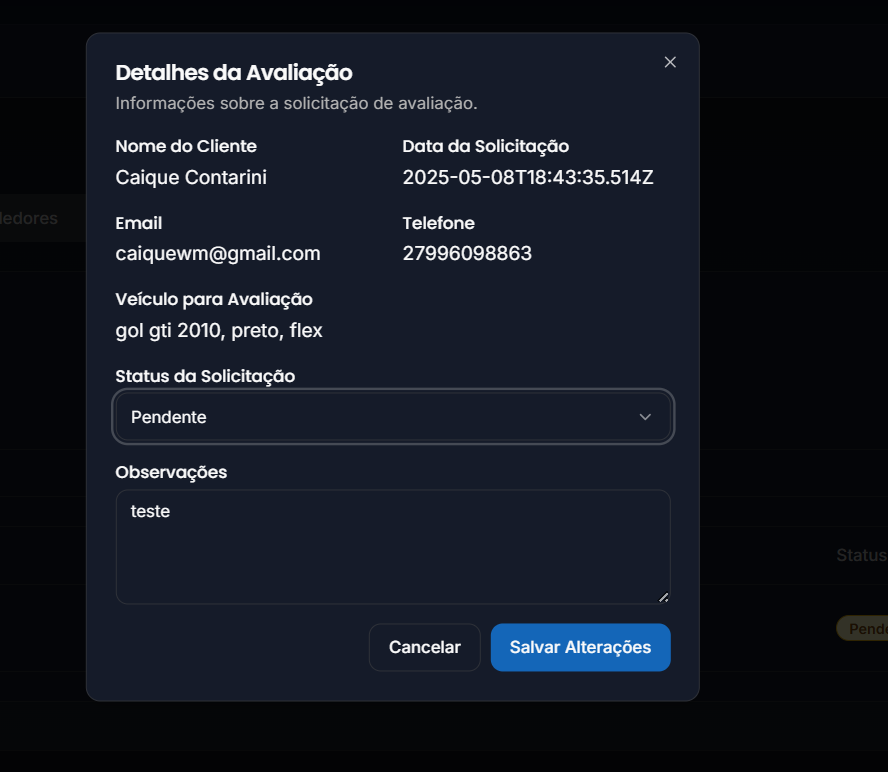 Detalhes da Avaliação
Informações sobre a solicitação de avaliação.
Nome do Cliente
Data da Solicitação
Caique Contarini
2025-05-08T18:43:35.514Z
Email
Telefone
caiquewm@gmail.com
27996098863
Veículo para Avaliação
gol gti 2010, preto, flex
Status da Solicitação
Pendente
Observações
teste
Cancelar
Salvar Alterações
dedores
Status
Pend